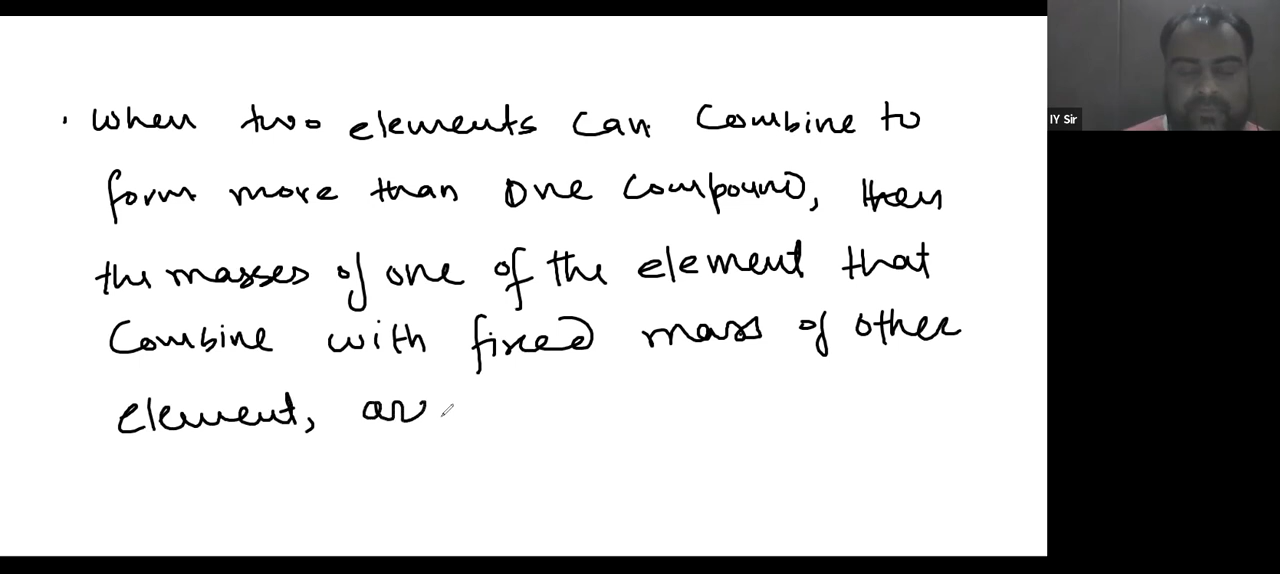 . when two elements can combine to
form more than one compound, then
the masses of one of the element that
combine with fixed mass of other
element, ar
IY Sir